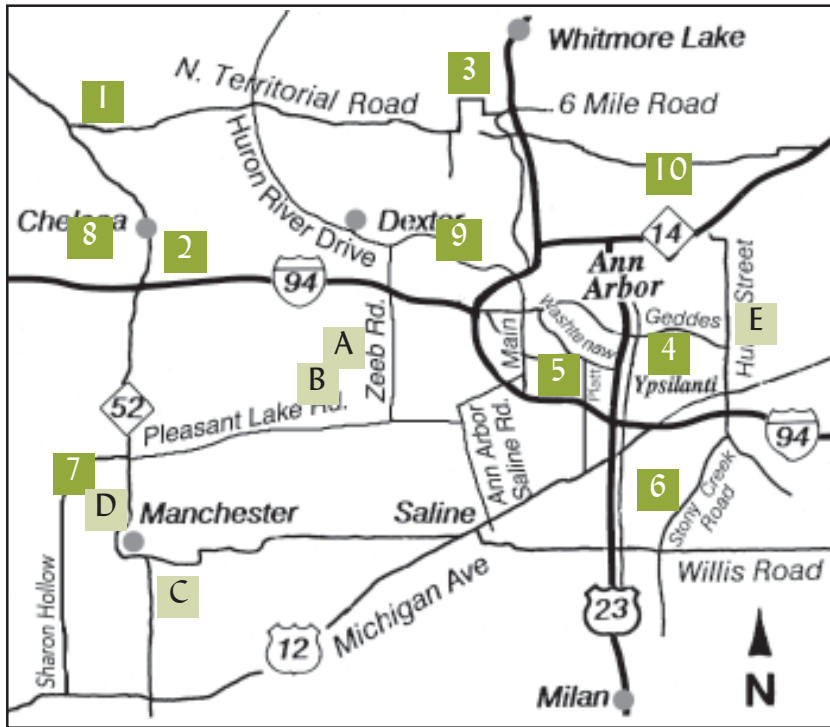 Whitmore Lake
3
N. Territorial Road
1
6 Mile Road
10
Huron River Drive
Chelsea
8
2
Dexter
9
14
94
Ann
Arbor
Washtenaw
Geddes
E
Street
A
B
Zeeb Rd.
Main
5
Platt
4
Ypsilanti
52
Pleasant Lake Rd.
94
7
D
Ann Arbor
Saline Rd.
6
Stony Creek
Road
Manchester
Saline
C
Willis Road
Sharon Hollow
12
Michigan Ave
23
Milan
N